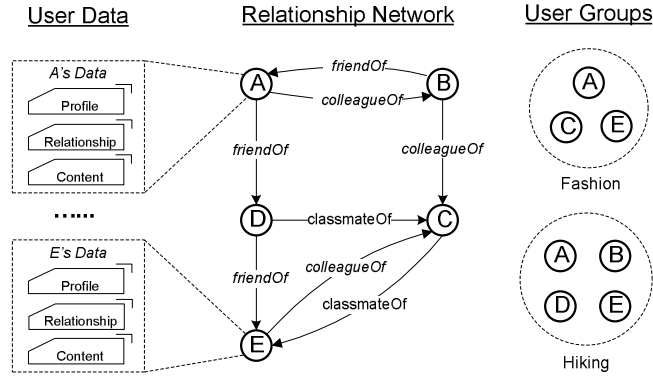 User Data
Relationship Network
User Groups
A's Data
Profile
Relationship
Content
......
E's Data
Profile
Relationship
Content
A
friendOf
B
colleagueOf
friendOf
colleagueOf
D
classmateOf
C
friendOf
colleagueOf
classmateOf
E
A
C E
Fashion
A B
D E
Hiking